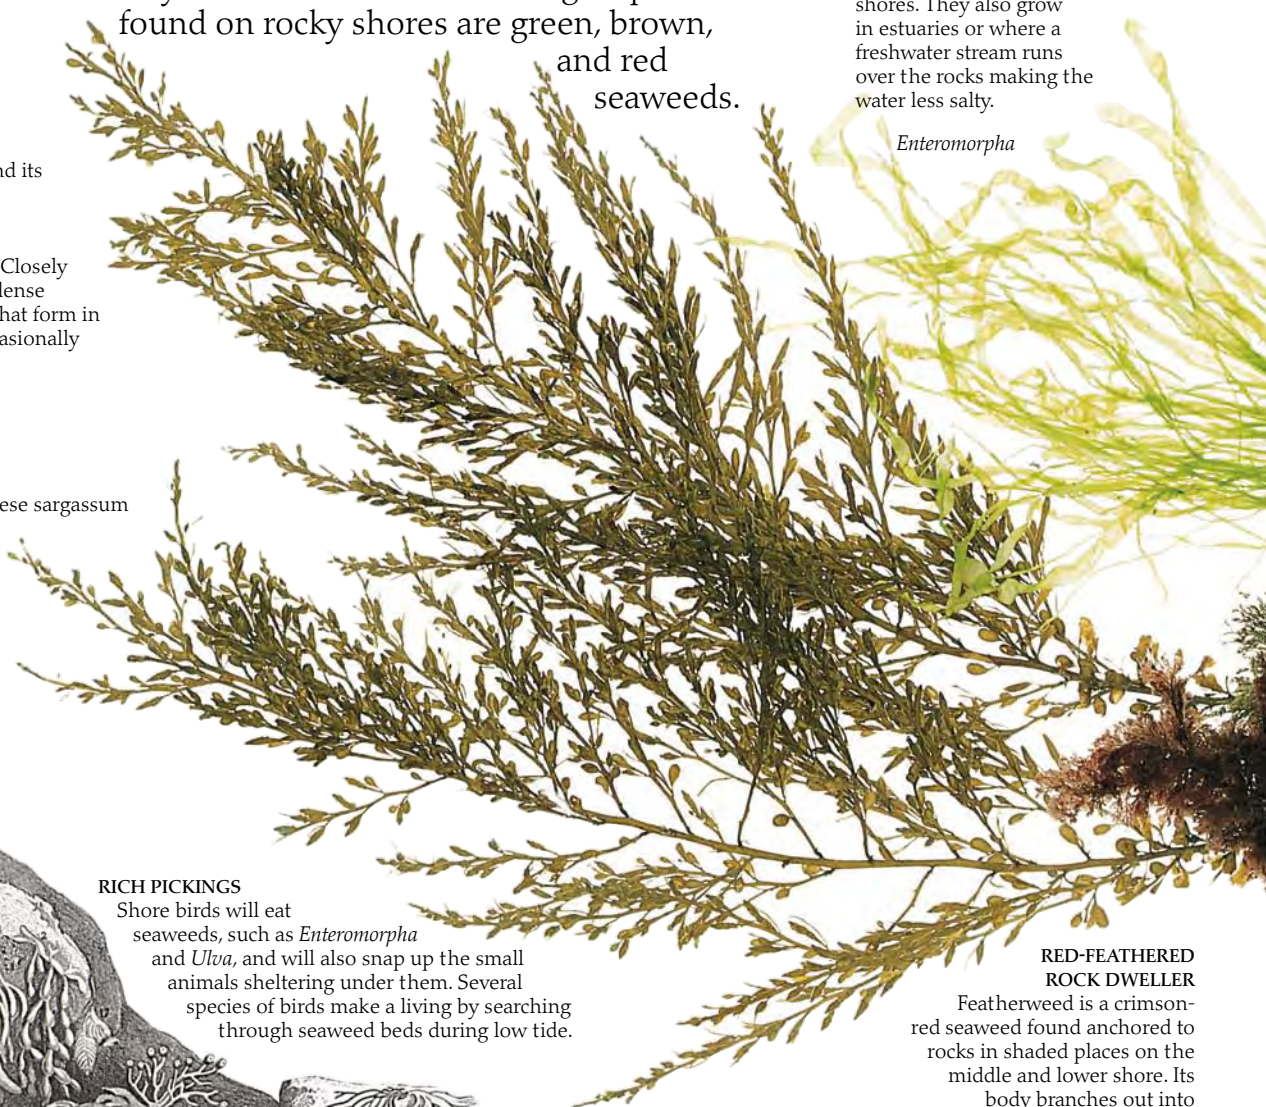 found on rocky shores are green, brown,
and red
seaweeds.
shores. They also grow
in estuaries or where a
freshwater stream runs
over the rocks making the
water less salty.
Enteromorpha
its
Closely
hat form in
sargassum
RICH PICKINGS
Shore birds will eat
seaweeds, such as Enteromorpha
and Ulva, and will also snap up the small
animals sheltering under them. Several
species of birds make a living by searching
through seaweed beds during low tide.
RED-FEATHERED
ROCK DWELLER
Featherweed is a crimson-
red seaweed found anchored to
rocks in shaded places on the
middle and lower shore. Its
body branches out into